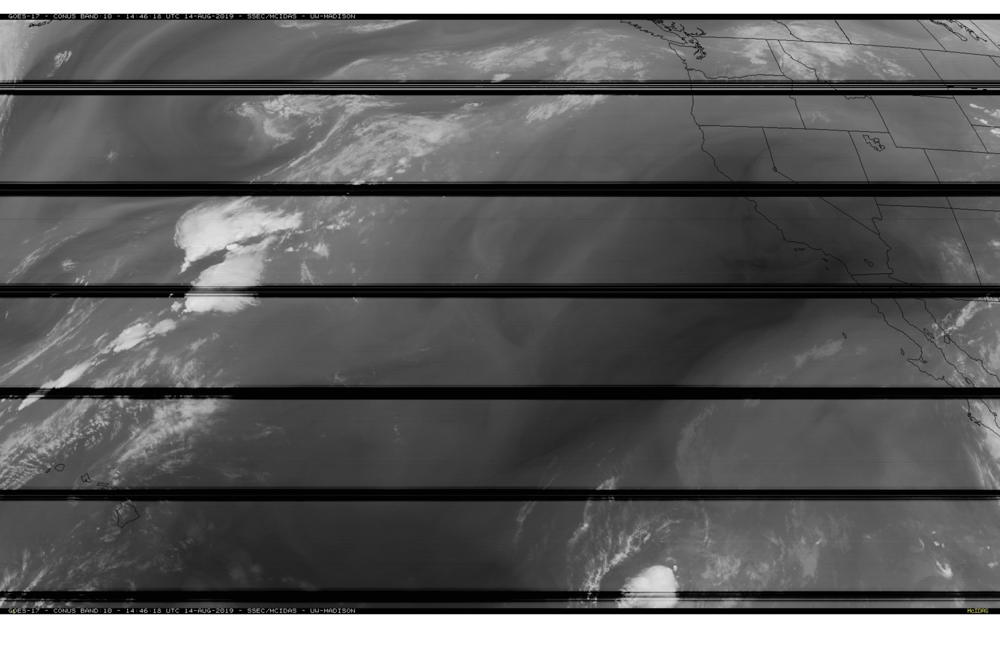 GOES-17 - CONUS BAND:10 - 14:46:18 UTC 14-AUG-2019 - SSEC/MCIDAS - UW-MADISON
GOES-17 - CONUS BAND:10 - 14:46:18 UTC 14-AUG-2019 - SSEC/MCIDAS - UW-MADISON
McIDAS